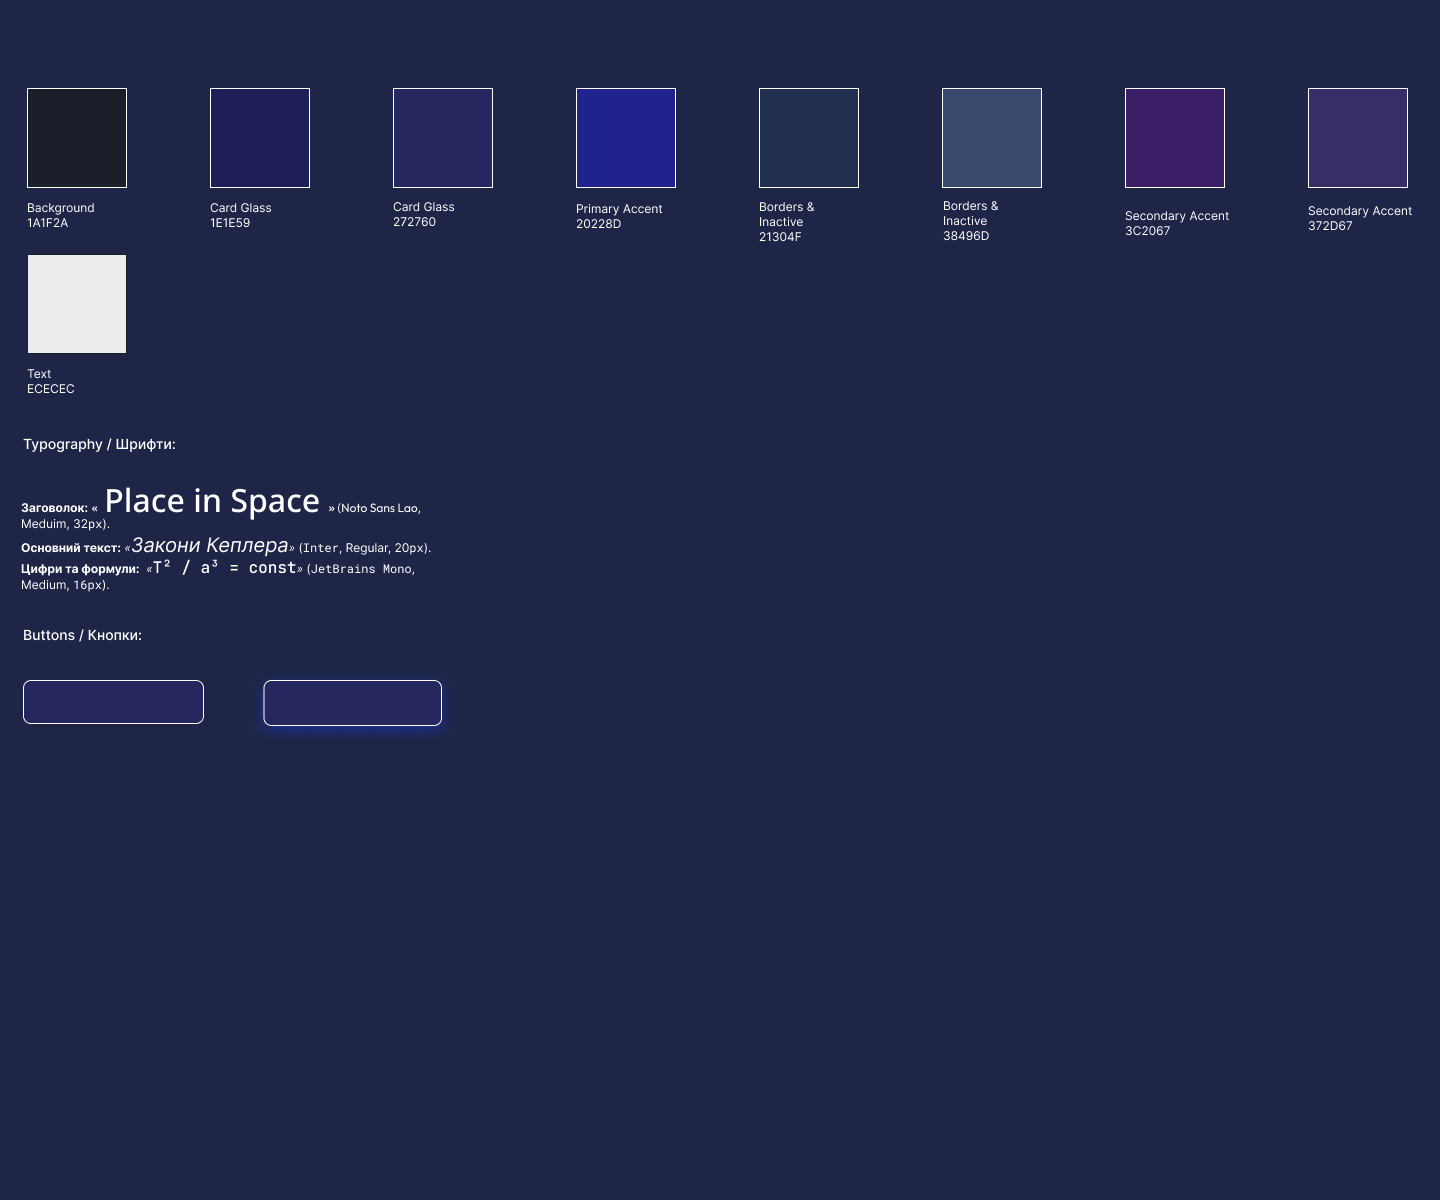 Background
1A1F2A
Card Glass
1E1E59
Card Glass
272760
Primary Accent
20228D
Borders &
Inactive
21304F
Borders &
Inactive
38496D
Secondary Accent
3C2067
Secondary Accent
372D67
Text
ECECEC
Typography / Шрифти:
Заговолок: « Place in Space » (Noto Sans Lao,
Meduim, 32px).
Основний текст: «Закони Кеплера» (Inter, Regular, 20px).
Цифри та формули: «T² / a³ = const» (JetBrains Mono,
Medium, 16px).
Buttons / Кнопки: